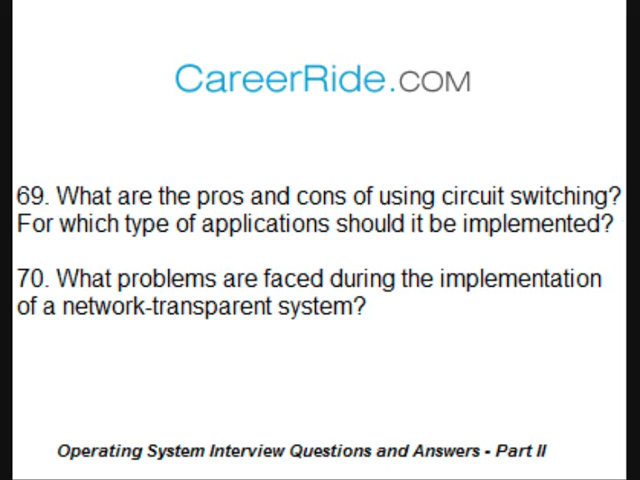 CareerRide.COM
69. What are the pros and cons of using circuit switching?
For which type of applications should it be implemented?
70. What problems are faced during the implementation
of a network-transparent system?
Operating System Interview Questions and Answers - Part II